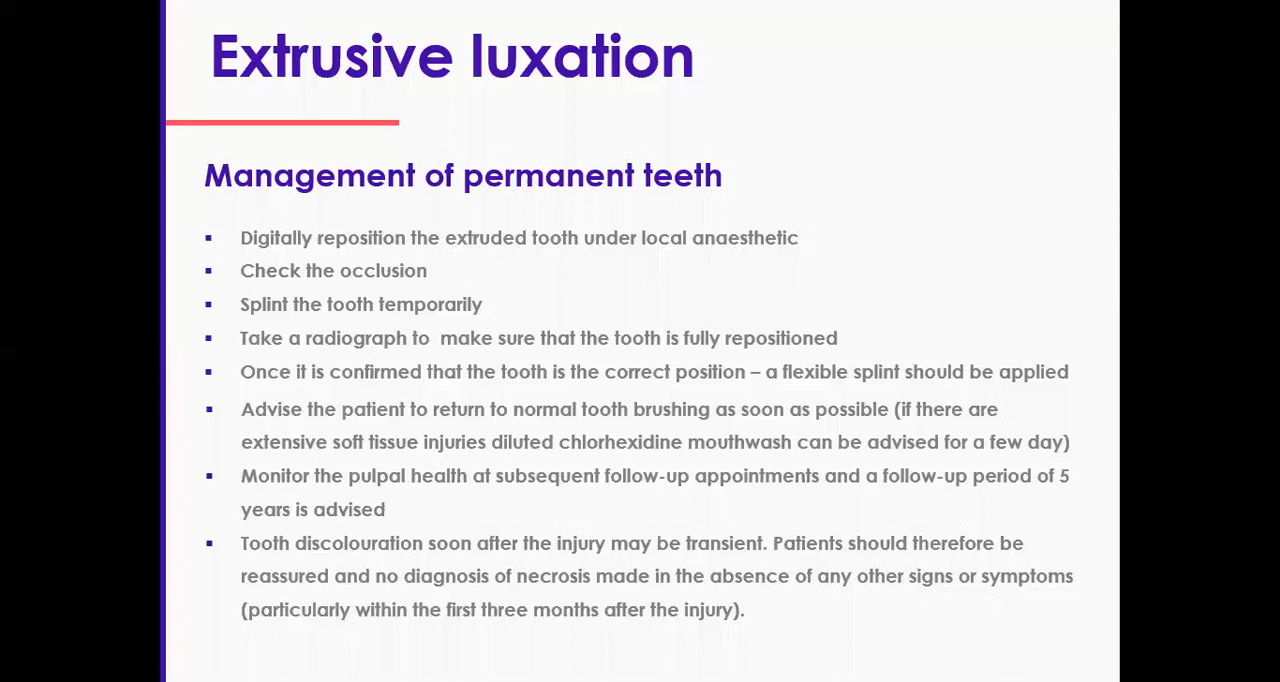 Extrusive luxation
Management of permanent teeth
▪ Digitally reposition the extruded tooth under local anaesthetic
▪ Check the occlusion
▪ Splint the tooth temporarily
▪ Take a radiograph to  make sure that the tooth is fully repositioned
▪ Once it is confirmed that the tooth is the correct position – a flexible splint should be applied
▪ Advise the patient to return to normal tooth brushing as soon as possible (if there are
extensive soft tissue injuries diluted chlorhexidine mouthwash can be advised for a few day)
▪ Monitor the pulpal health at subsequent follow-up appointments and a follow-up period of 5
years is advised
▪ Tooth discolouration soon after the injury may be transient. Patients should therefore be
reassured and no diagnosis of necrosis made in the absence of any other signs or symptoms
(particularly within the first three months after the injury).